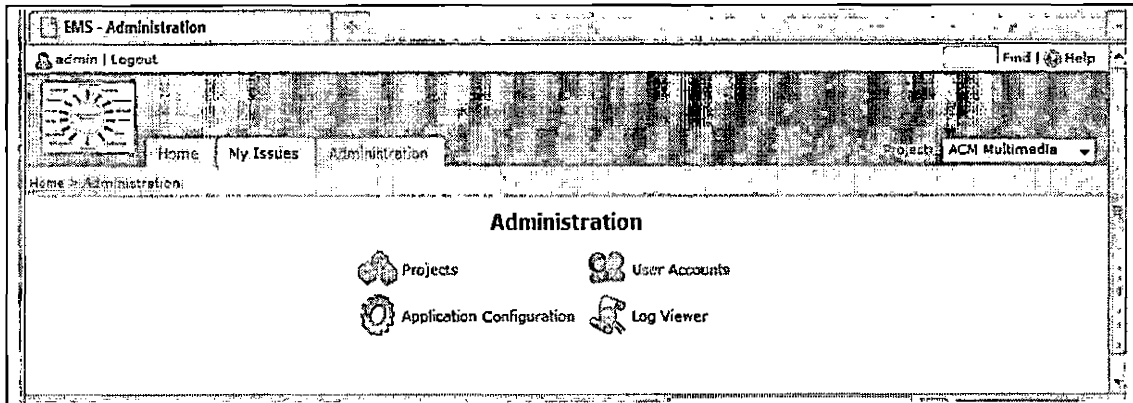 EMS - Administration
admin | Logout
Find | Help
Home My Issues Administration
Project: ACM Multimedia
Home > Administration
Administration
Projects
User Accounts
Application Configuration
Log Viewer